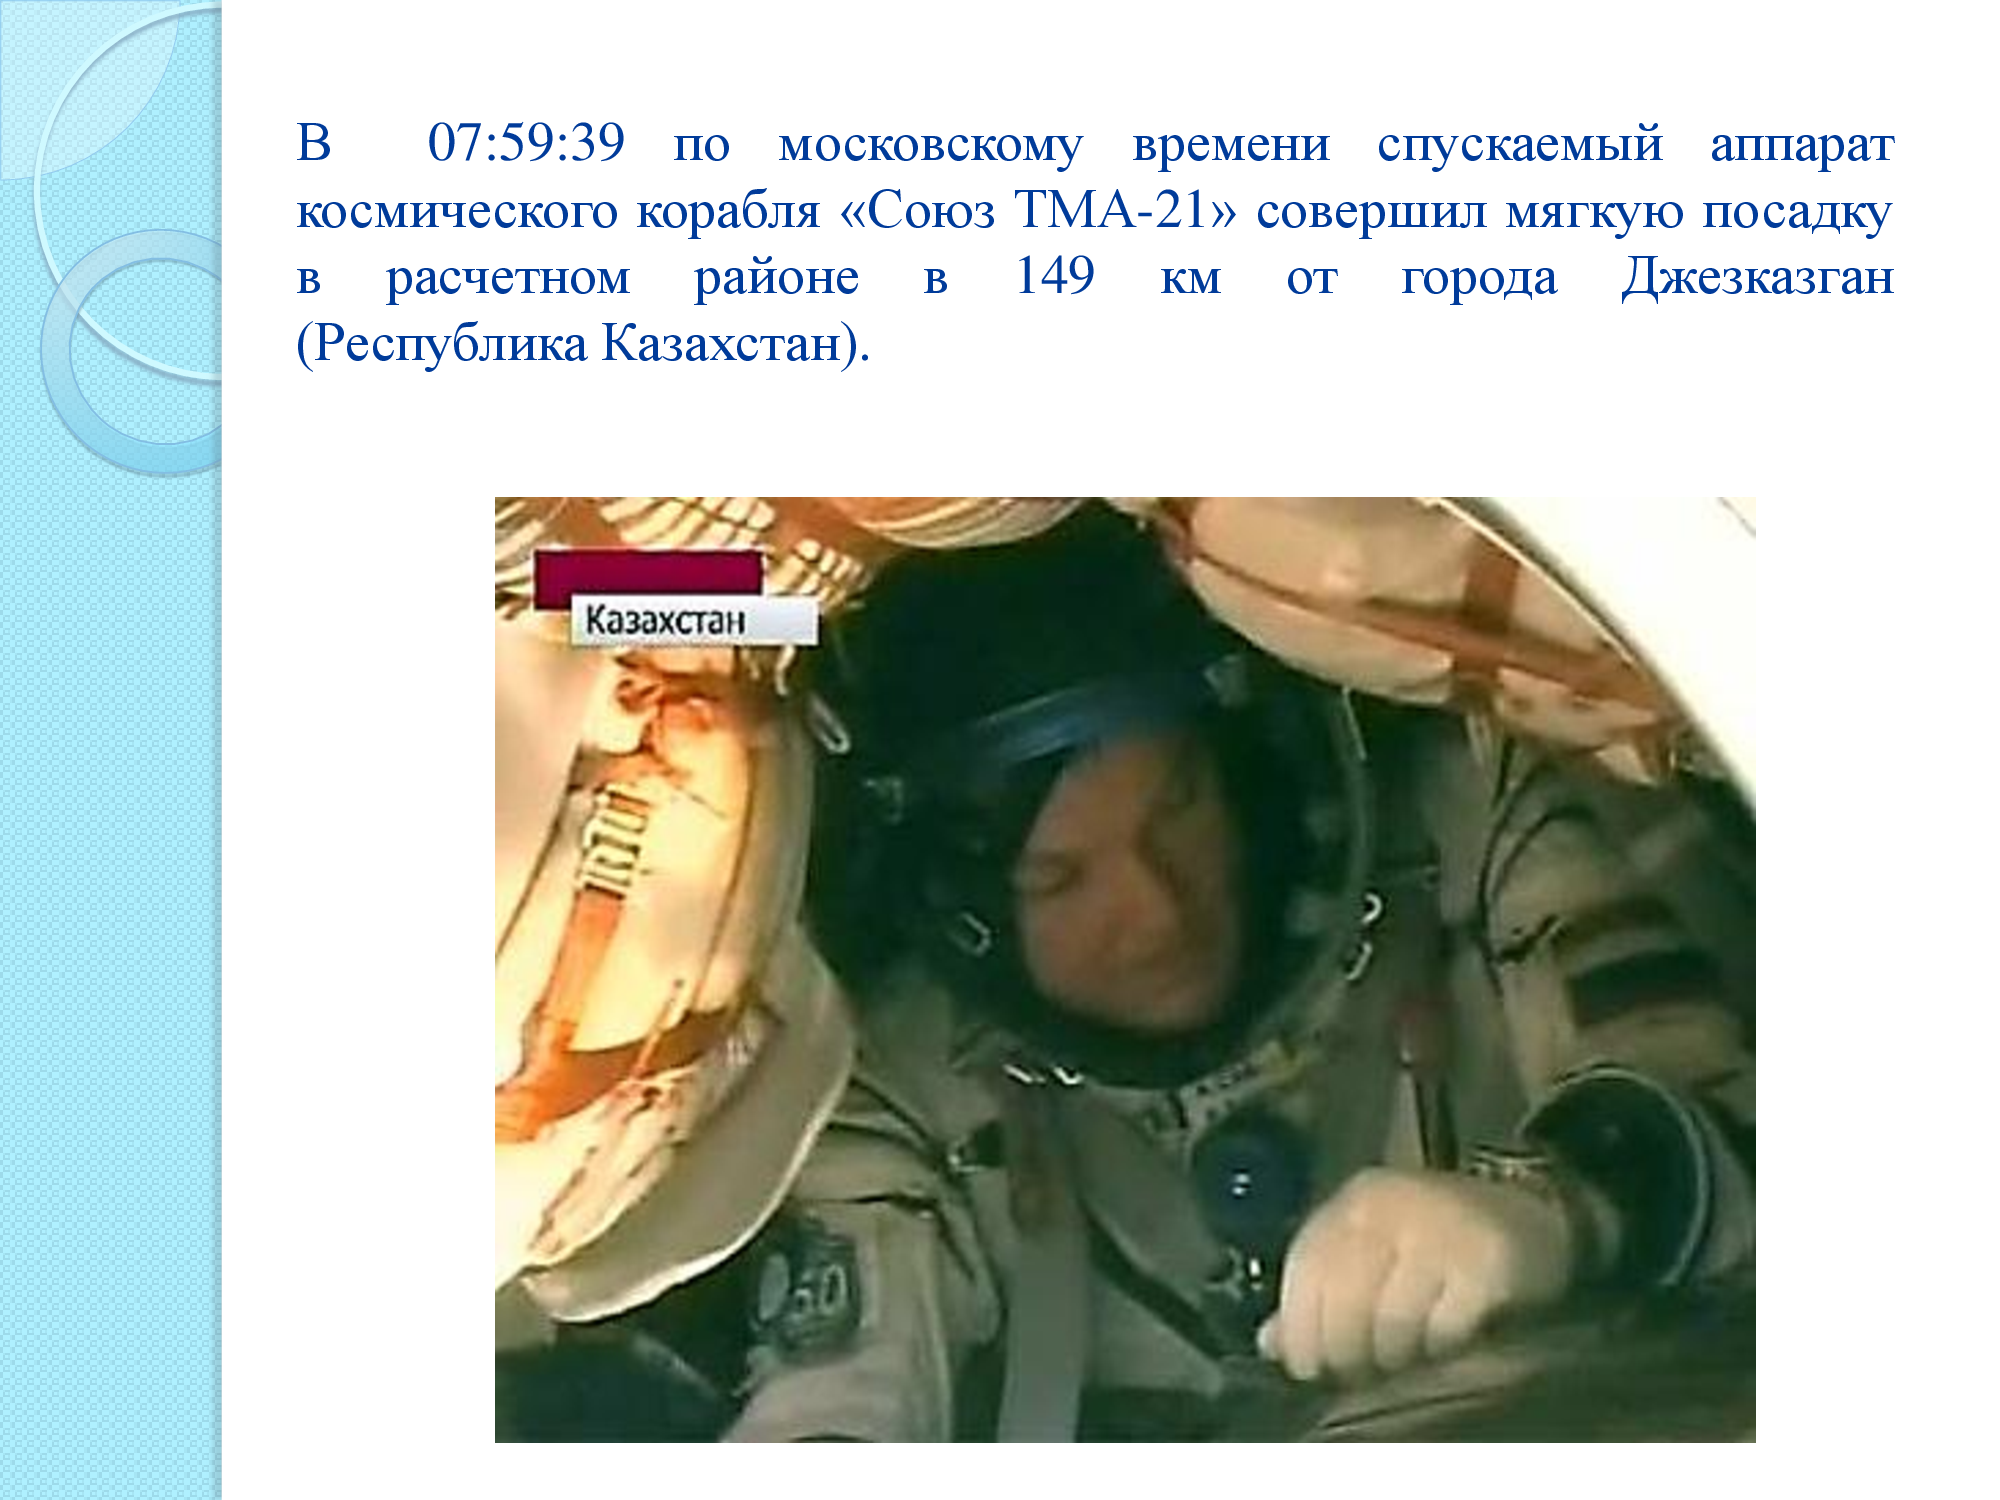 В 07:59:39 по московскому времени спускаемый аппарат
космического корабля «Союз ТМА-21» совершил мягкую посадку
в расчетном районе в 149 км от города Джезказган
(Республика Казахстан).
Казахстан